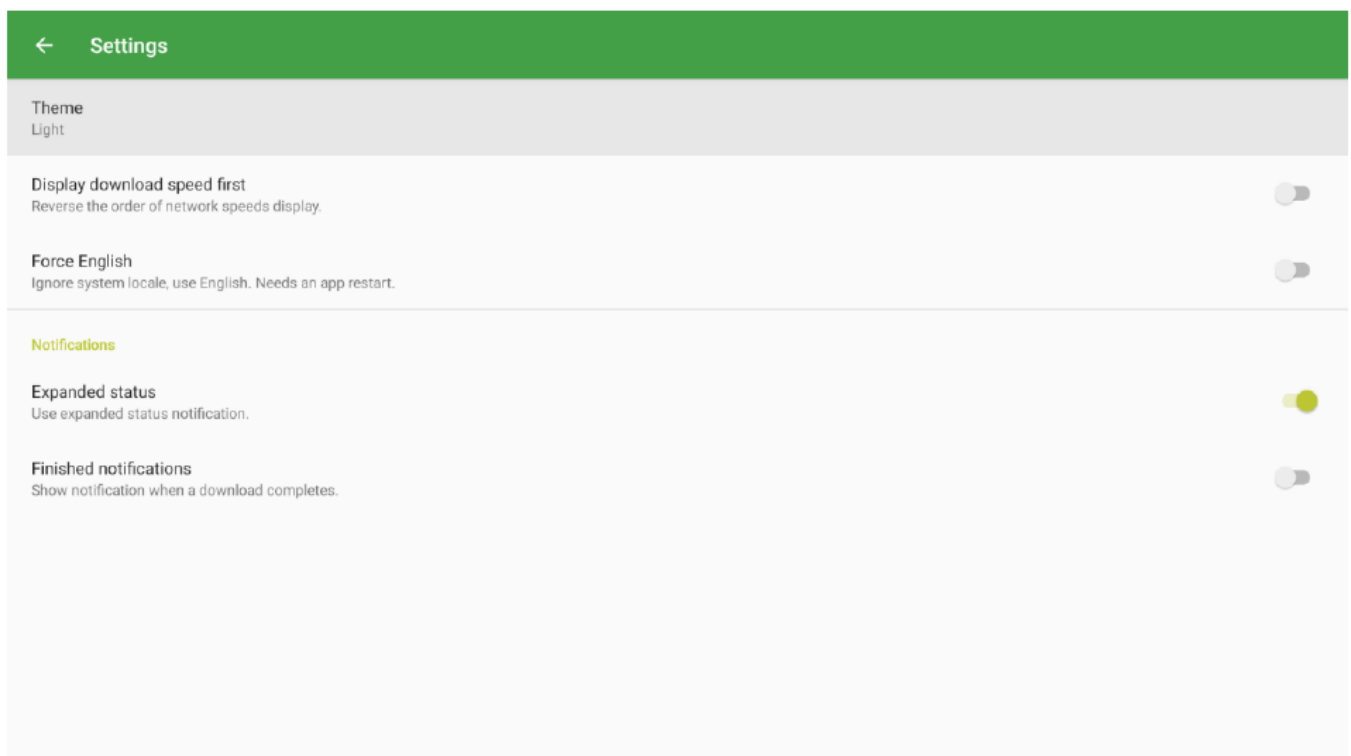 Settings
Theme
Light
Display download speed first
Reverse the order of network speeds display.
Force English
Ignore system locale, use English. Needs an app restart.
Notifications
Expanded status
Use expanded status notification.
Finished notifications
Show notification when a download completes.